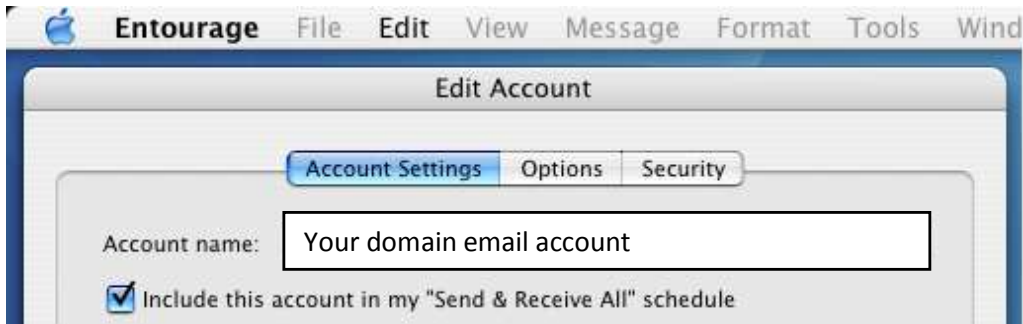 Entourage File Edit View Message Format Tools Wind
Edit Account
Account Settings Options Security
Account name: Your domain email account
Include this account in my "Send & Receive All" schedule